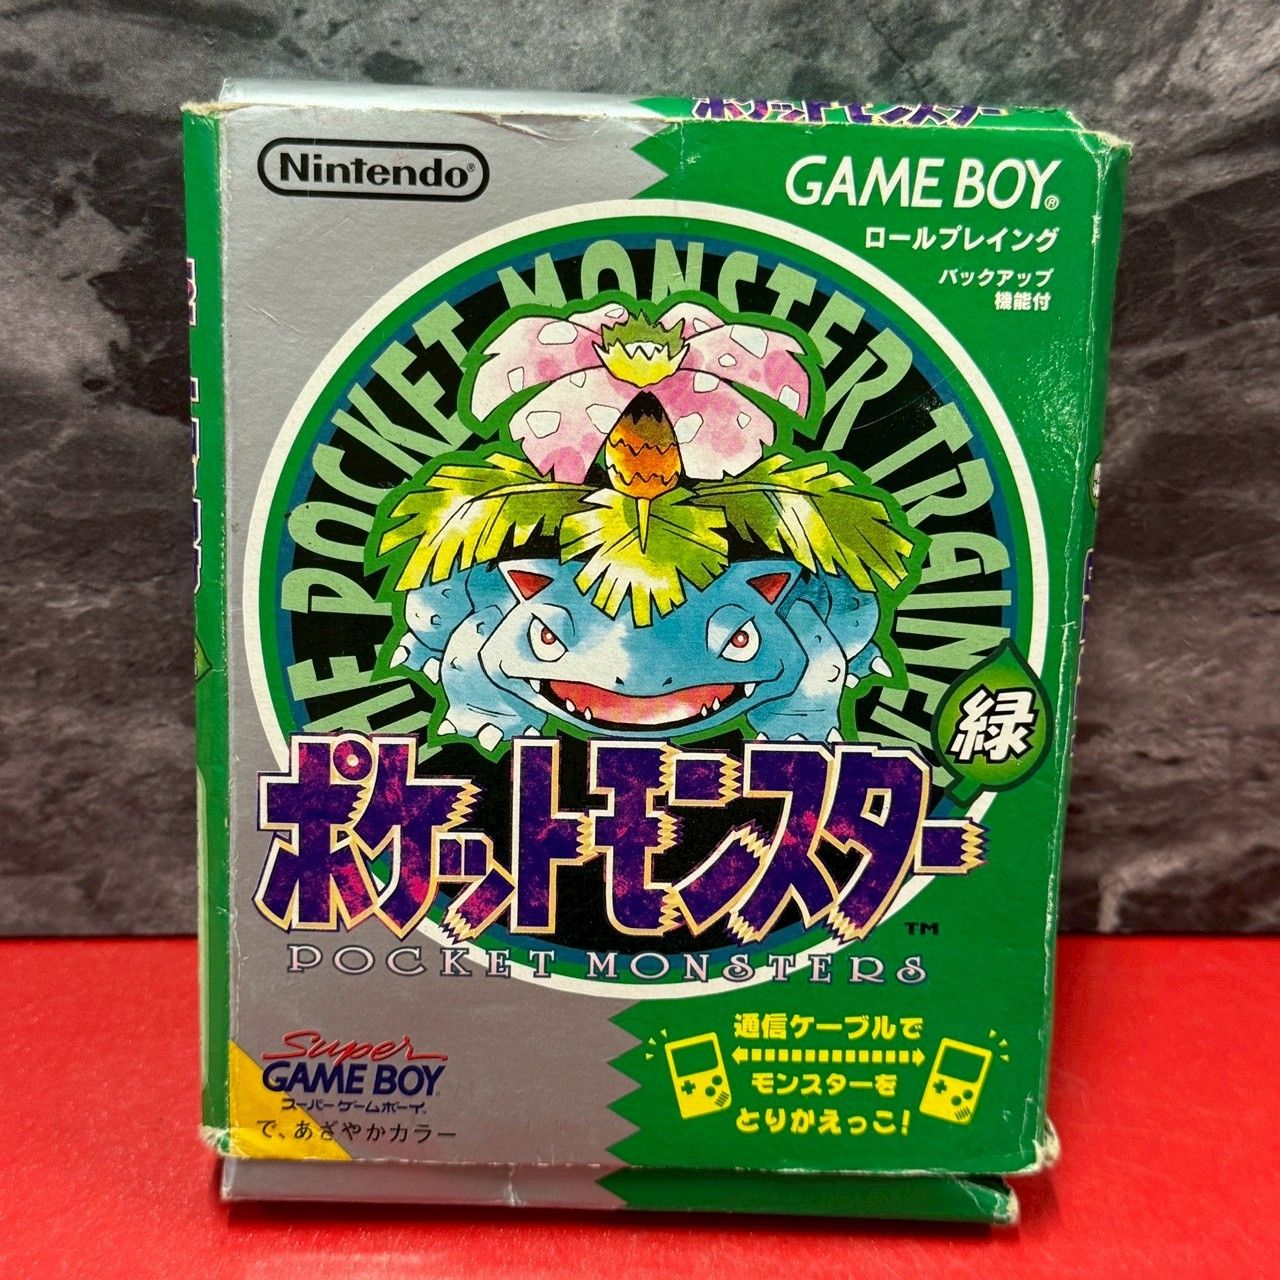 ポケットモンスター
Nintendo®
GAME BOY®
ロールプレイング
バックアップ
機能付
THE POCKET MONSTER TRAINER
緑
ポケットモンスター™
POCKET MONSTERS
通信ケーブルで
モンスターを
とりかえっこ!
Super
GAME BOY
スーパーゲームボーイ
で、あざやかカラー